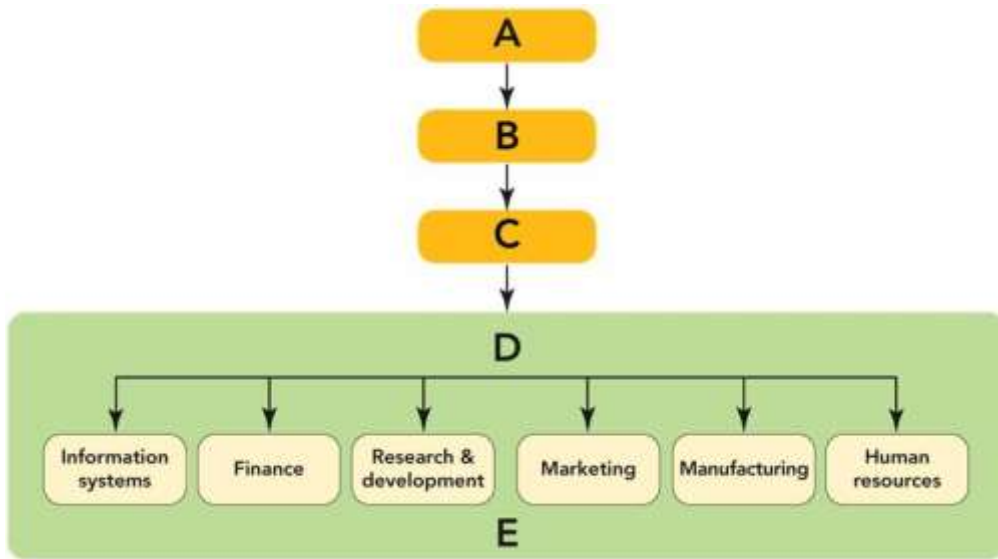 A
B
C
D
Information
systems
Finance
Research &
development
Marketing
Manufacturing
Human
resources
E